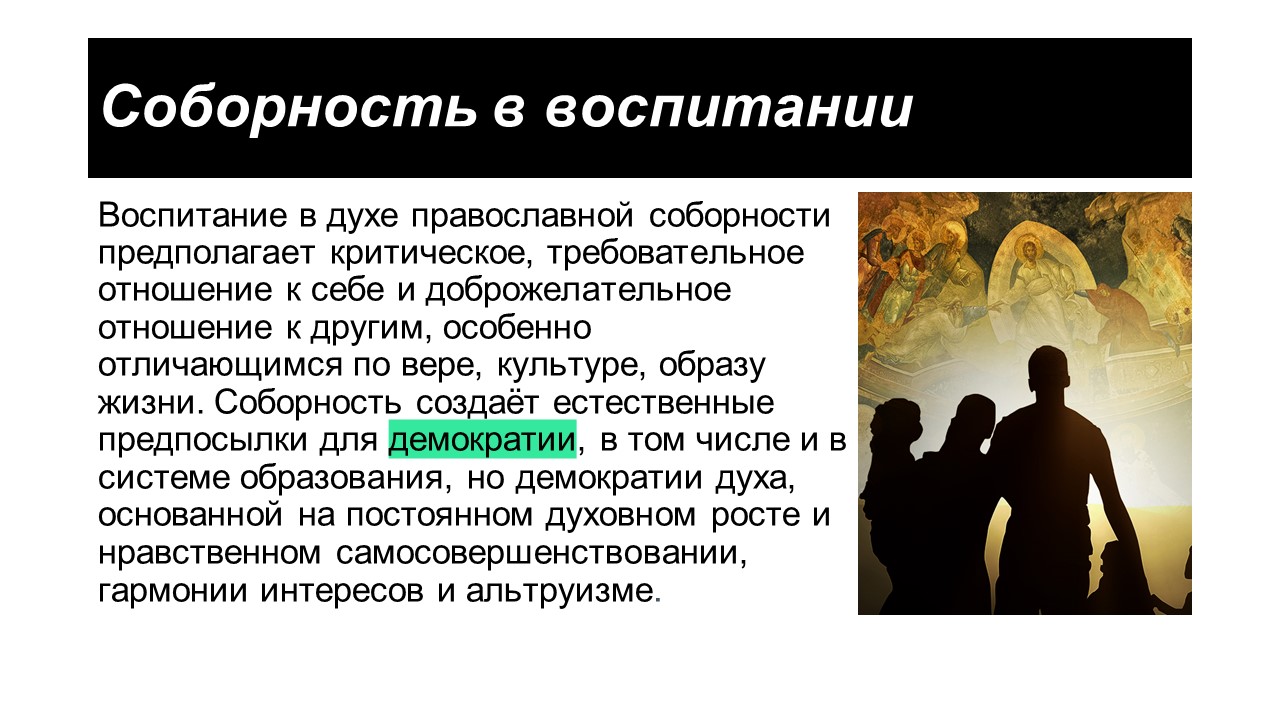 Соборность в воспитании
Воспитание в духе православной соборности
предполагает критическое, требовательное
отношение к себе и доброжелательное
отношение к другим, особенно
отличающимся по вере, культуре, образу
жизни. Соборность создаёт естественные
предпосылки для демократии, в том числе и в
системе образования, но демократии духа,
основанной на постоянном духовном росте и
нравственном самосовершенствовании,
гармонии интересов и альтруизме.